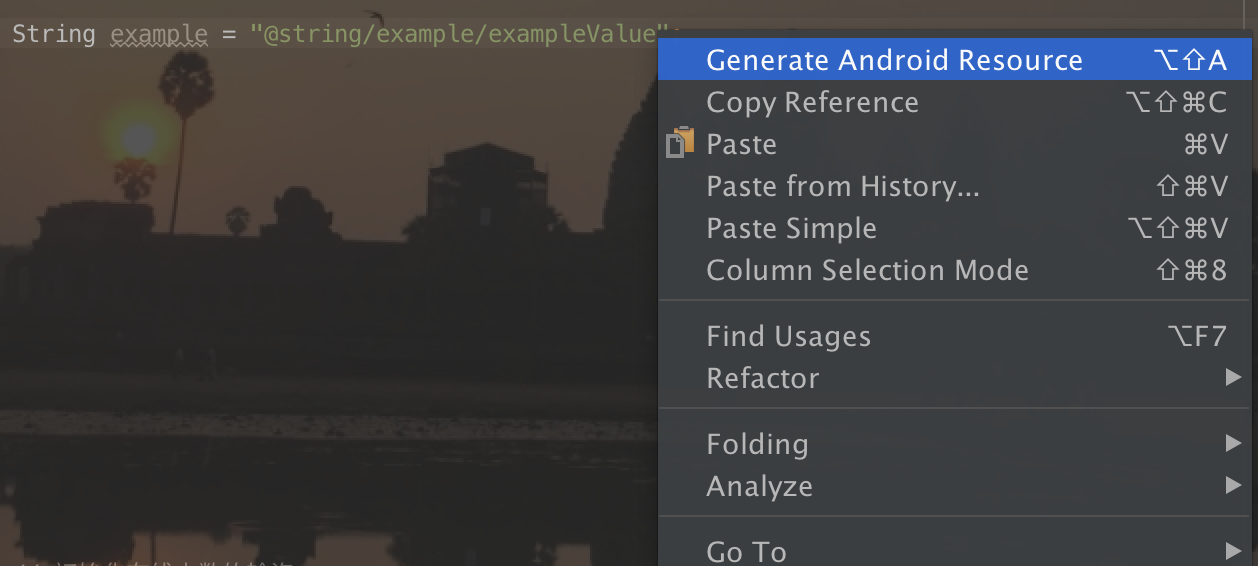 String example = "@string/example/exampleValue";
Generate Android Resource ⌥⇧A
Copy Reference ⌥⇧⌘C
Paste ⌘V
Paste from History... ⇧⌘V
Paste Simple ⌥⇧⌘V
Column Selection Mode ⇧⌘8
Find Usages ⌥F7
Refactor
Folding
Analyze
Go To